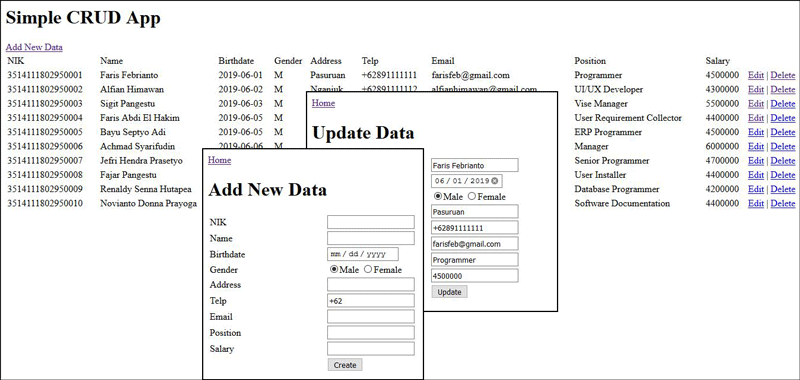 Simple CRUD App
Add New Data
NIK Name Birthdate Gender Address Telp Email Position Salary
3514111802950001 Faris Febrianto 2019-06-01 M Pasuruan +62891111111 farisfeb@gmail.com Programmer 4500000 Edit | Delete
3514111802950002 Alfian Himawan 2019-06-02 M Nganjuk +628911111112 alfianhimawan@gmail.com UI/UX Developer 4300000 Edit | Delete
3514111802950003 Sigit Pangestu 2019-06-03 M Vise Manager 5500000 Edit | Delete
3514111802950004 Faris Abdi El Hakim 2019-06-05 M User Requirement Collector 4400000 Edit | Delete
3514111802950005 Bayu Septyo Adi 2019-06-05 M ERP Programmer 4500000 Edit | Delete
3514111802950006 Achmad Syarifudin 2019-06-06 M Manager 6000000 Edit | Delete
3514111802950007 Jefri Hendra Prasetyo Senior Programmer 4700000 Edit | Delete
3514111802950008 Fajar Pangestu User Installer 4400000 Edit | Delete
3514111802950009 Renaldy Senna Hutapea Database Programmer 4200000 Edit | Delete
3514111802950010 Novianto Donna Prayoga Software Documentation 4400000 Edit | Delete
Home
Update Data
Faris Febrianto
06 / 01 / 2019
Male Female
Pasuruan
+62891111111
farisfeb@gmail.com
Programmer
4500000
Update
Home
Add New Data
NIK
Name
Birthdate mm / dd / yyyy
Gender Male Female
Address
Telp +62
Email
Position
Salary
Create